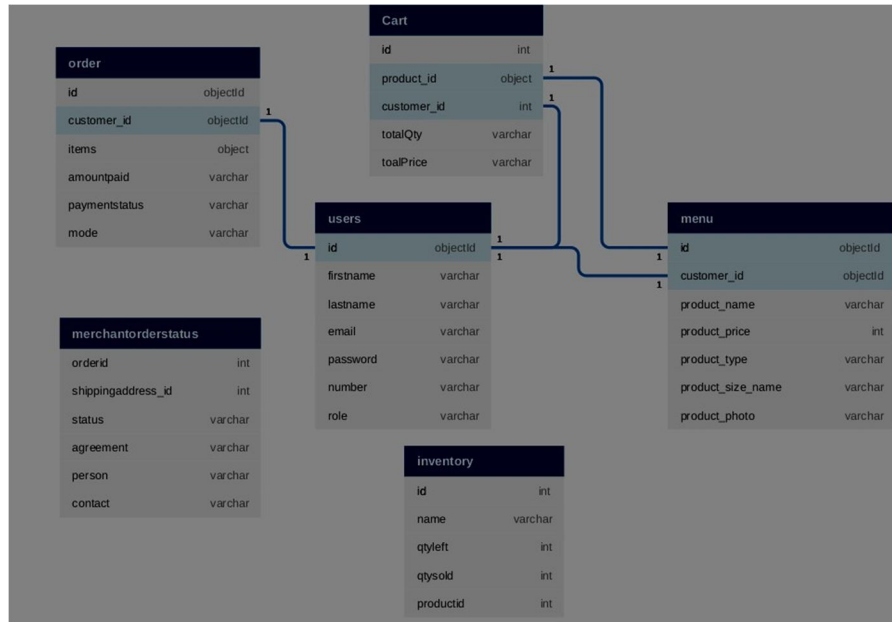 Cart
id int
product_id object 1
customer_id int 1
totalQty varchar
toalPrice varchar
order
id objectId
customer_id objectId 1
items object
amountpaid varchar
paymentstatus varchar
mode varchar
users
1 id objectId 1
1
firstname varchar
lastname varchar
email varchar
password varchar
number varchar
role varchar
menu
1 id objectId
1 customer_id objectId
product_name varchar
product_price int
product_type varchar
product_size_name varchar
product_photo varchar
merchantorderstatus
orderid int
shippingaddress_id int
status varchar
agreement varchar
person varchar
contact varchar
inventory
id int
name varchar
qtyleft int
qtysold int
productid int